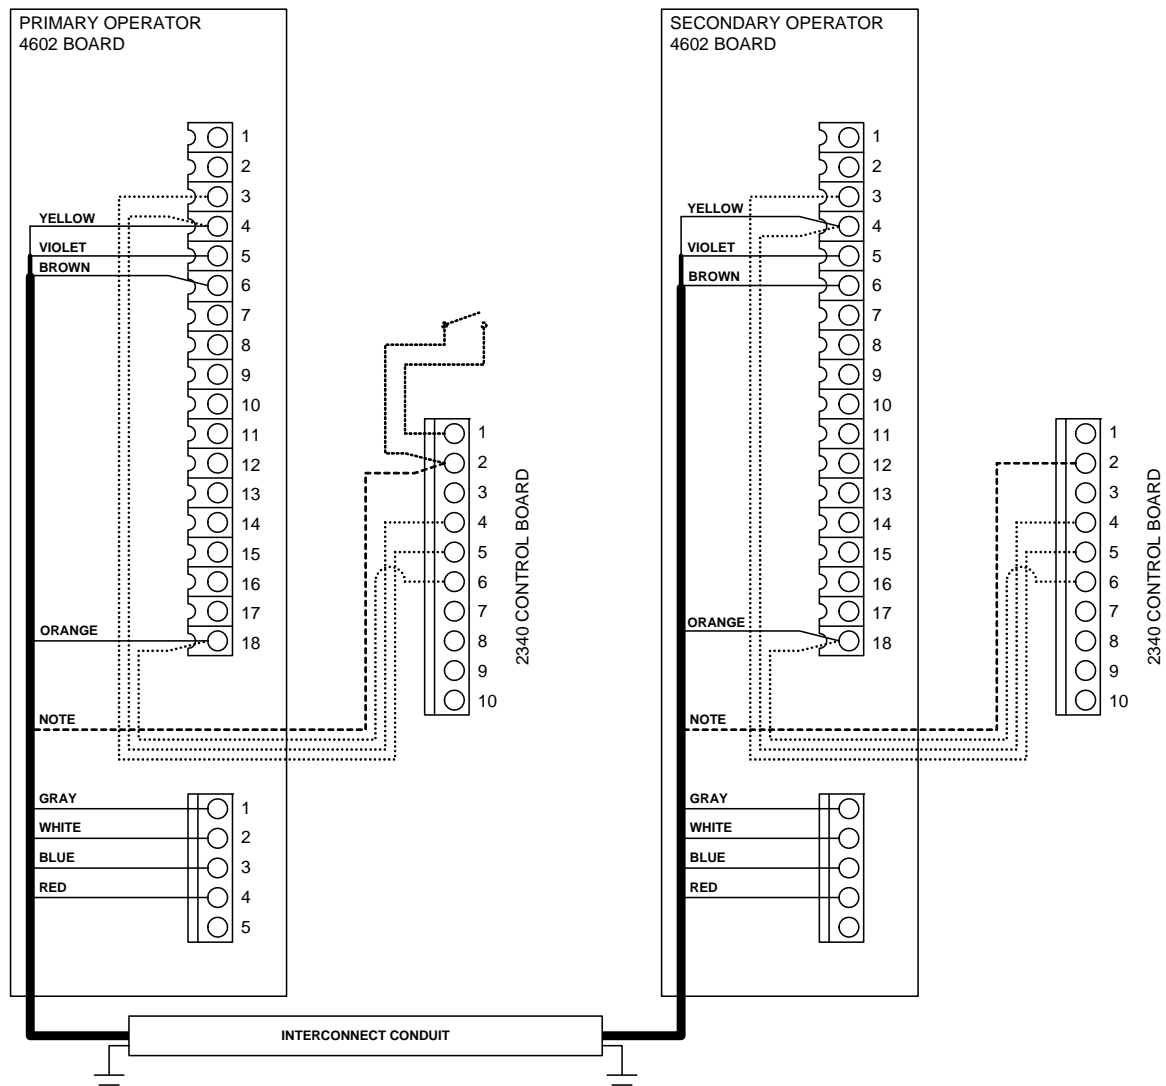 PRIMARY OPERATOR
4602 BOARD
1
2
3
4
5
6
7
8
9
10
11
12
13
14
15
16
17
18
YELLOW
VIOLET
BROWN
ORANGE
NOTE
GRAY
WHITE
BLUE
RED
1
2
3
4
5
1
2
3
4
5
6
7
8
9
10
2340 CONTROL BOARD
SECONDARY OPERATOR
4602 BOARD
1
2
3
4
5
6
7
8
9
10
11
12
13
14
15
16
17
18
YELLOW
VIOLET
BROWN
ORANGE
NOTE
GRAY
WHITE
BLUE
RED
1
2
3
4
5
6
7
8
9
10
2340 CONTROL BOARD
INTERCONNECT CONDUIT